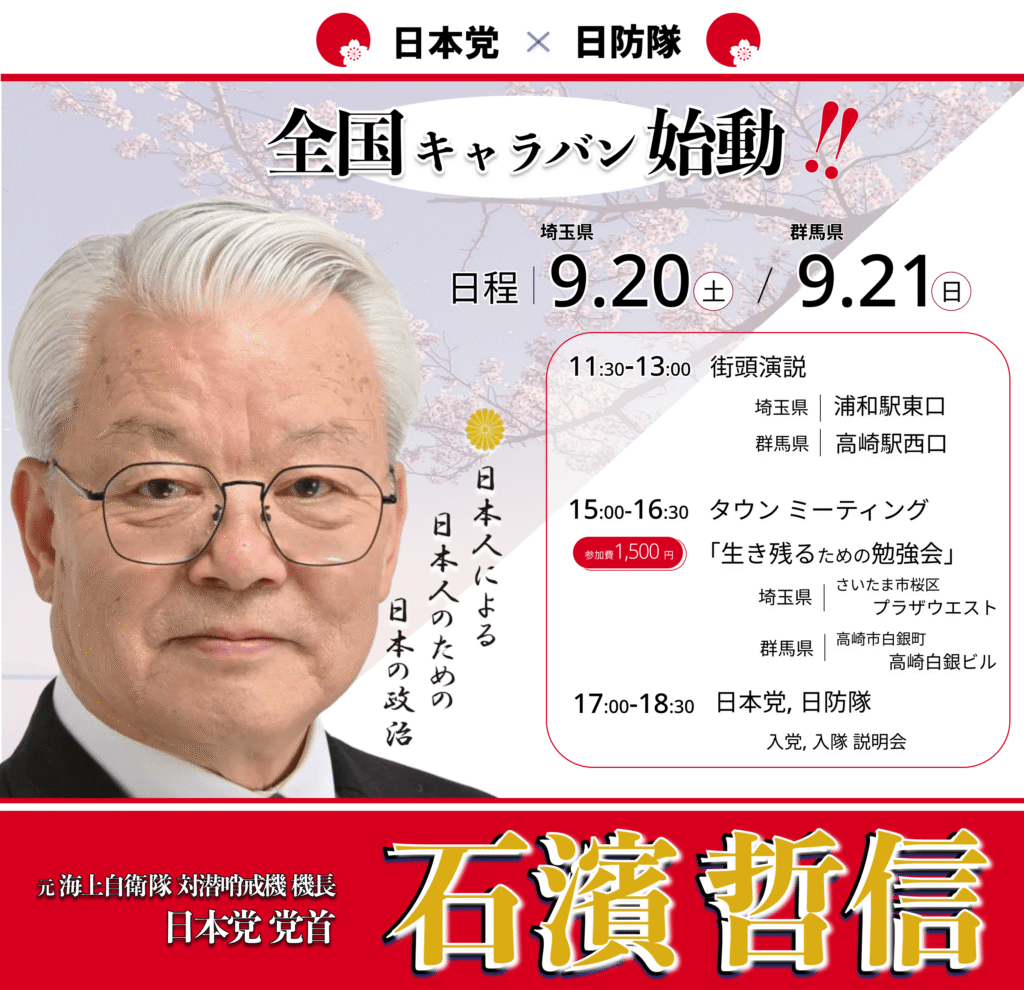 日本党 × 日防隊
全国キャラバン始動!!
埼玉県 群馬県
日程 9.20 土 / 9.21 日
11:30-13:00 街頭演説
埼玉県 浦和駅東口
群馬県 高崎駅西口
15:00-16:30 タウン ミーティング
参加費1,500円 「生き残るための勉強会」
埼玉県 さいたま市桜区
プラザウエスト
群馬県 高崎市白銀町
高崎白銀ビル
17:00-18:30 日本党, 日防隊
入党, 入隊 説明会
日本人による
日本人のための
日本の政治
元 海上自衛隊 対潜哨戒機 機長
日本党 党首
石濱 哲信